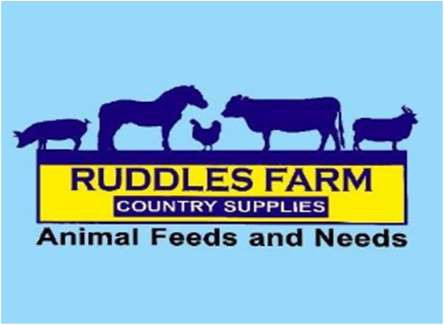 RUDDLES FARM
COUNTRY SUPPLIES
Animal Feeds and Needs